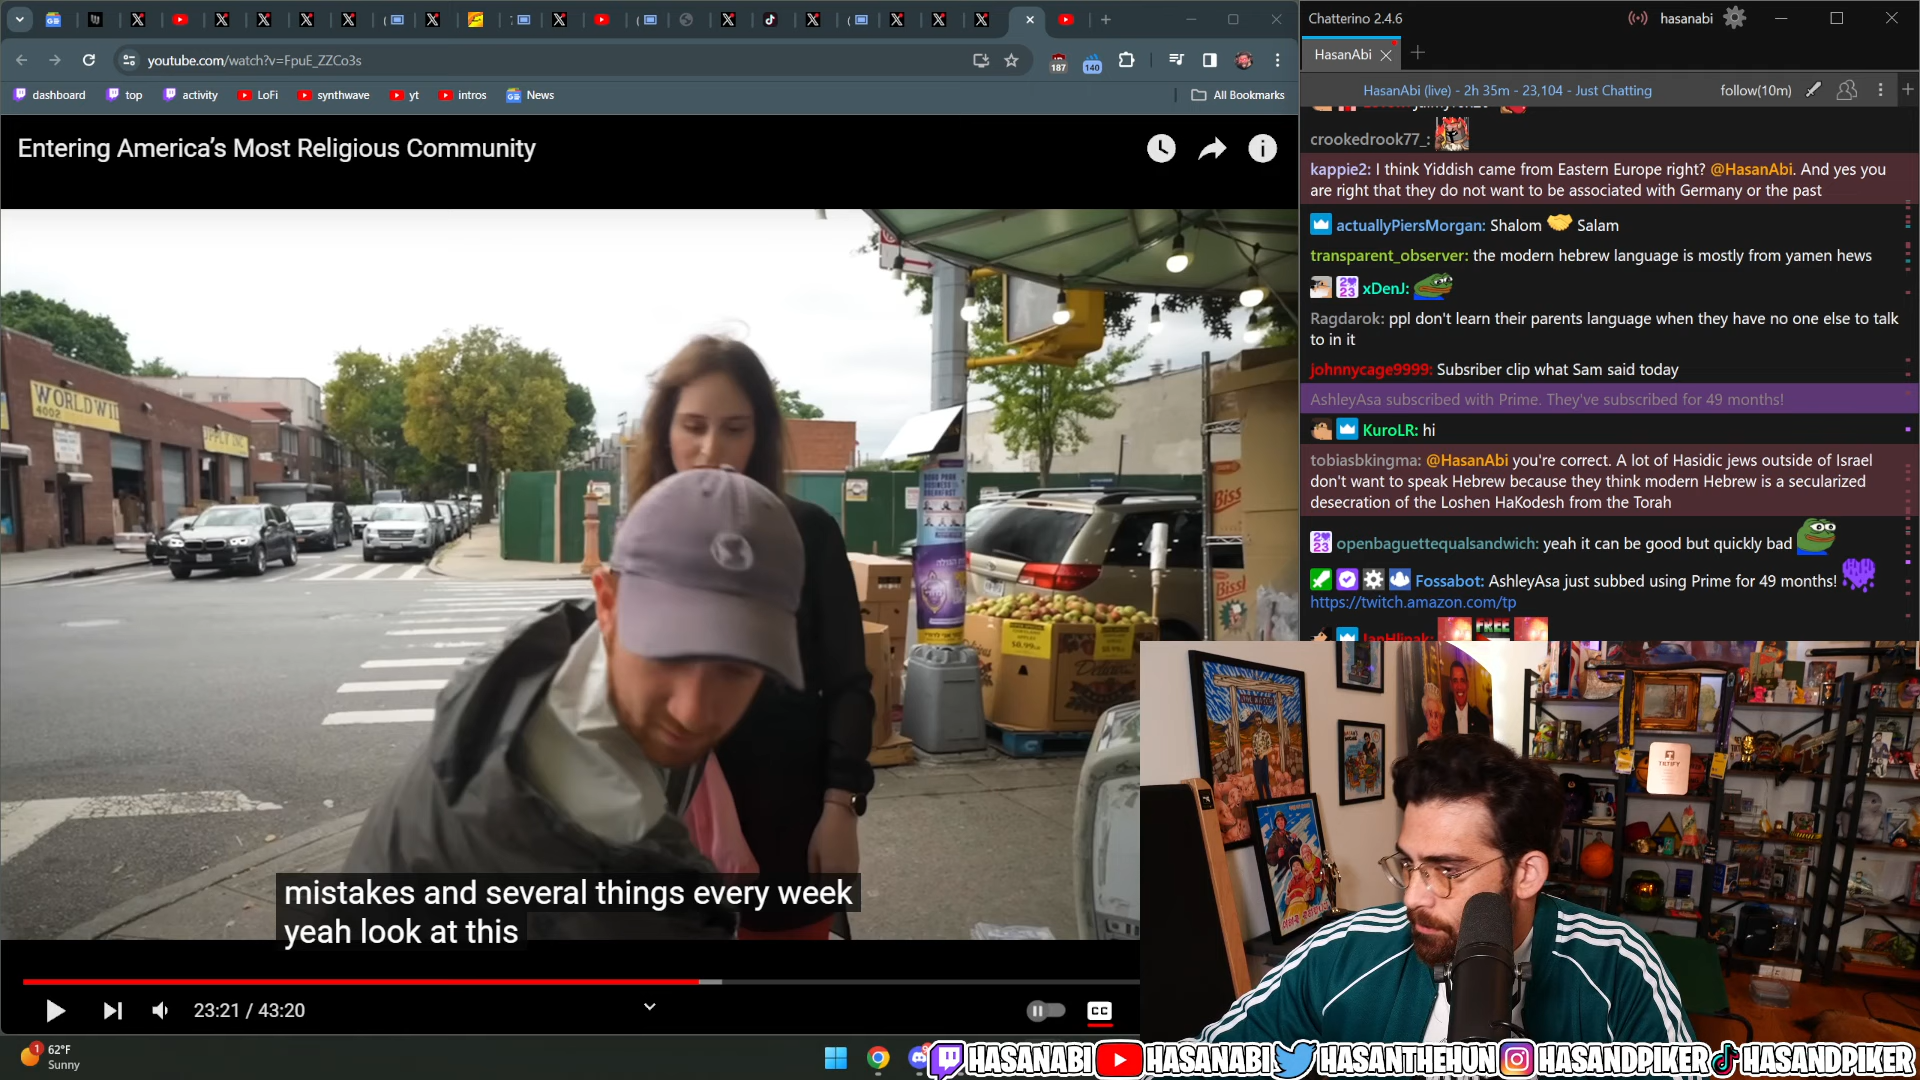 youtube.com/watch?v=FpuE_ZZCo3s
187
140
dashboard
top
activity
LoFi
synthwave
yt
intros
News
All Bookmarks
Entering America's Most Religious Community
WORLDWID
4002
Bissl
Bissl
mistakes and several things every week
yeah look at this
23:21 / 43:20
CC
1
62°F
Sunny
Chatterino 2.4.6
hasanabi
HasanAbi
HasanAbi (live) - 2h 35m - 23,104 - Just Chatting
follow(10m)
crookedrook77_:
kappie2: I think Yiddish came from Eastern Europe right? @HasanAbi. And yes you
are right that they do not want to be associated with Germany or the past
actuallyPiersMorgan: Shalom Salam
transparent_observer: the modern hebrew language is mostly from yamen hews
xDenJ:
Ragdarok: ppl don't learn their parents language when they have no one else to talk
to in it
johnnycage9999: Subsriber clip what Sam said today
AshleyAsa subscribed with Prime. They've subscribed for 49 months!
KuroLR: hi
tobiasbkingma: @HasanAbi you're correct. A lot of Hasidic jews outside of Israel
don't want to speak Hebrew because they think modern Hebrew is a secularized
desecration of the Loshen HaKodesh from the Torah
openbaguettequalsandwich: yeah it can be good but quickly bad
Fossabot: AshleyAsa just subbed using Prime for 49 months!
https://twitch.amazon.com/tp
FREE
HASANABI
HASANABI
HASANTHEHUN
HASANDPIKER
HASANDPIKER